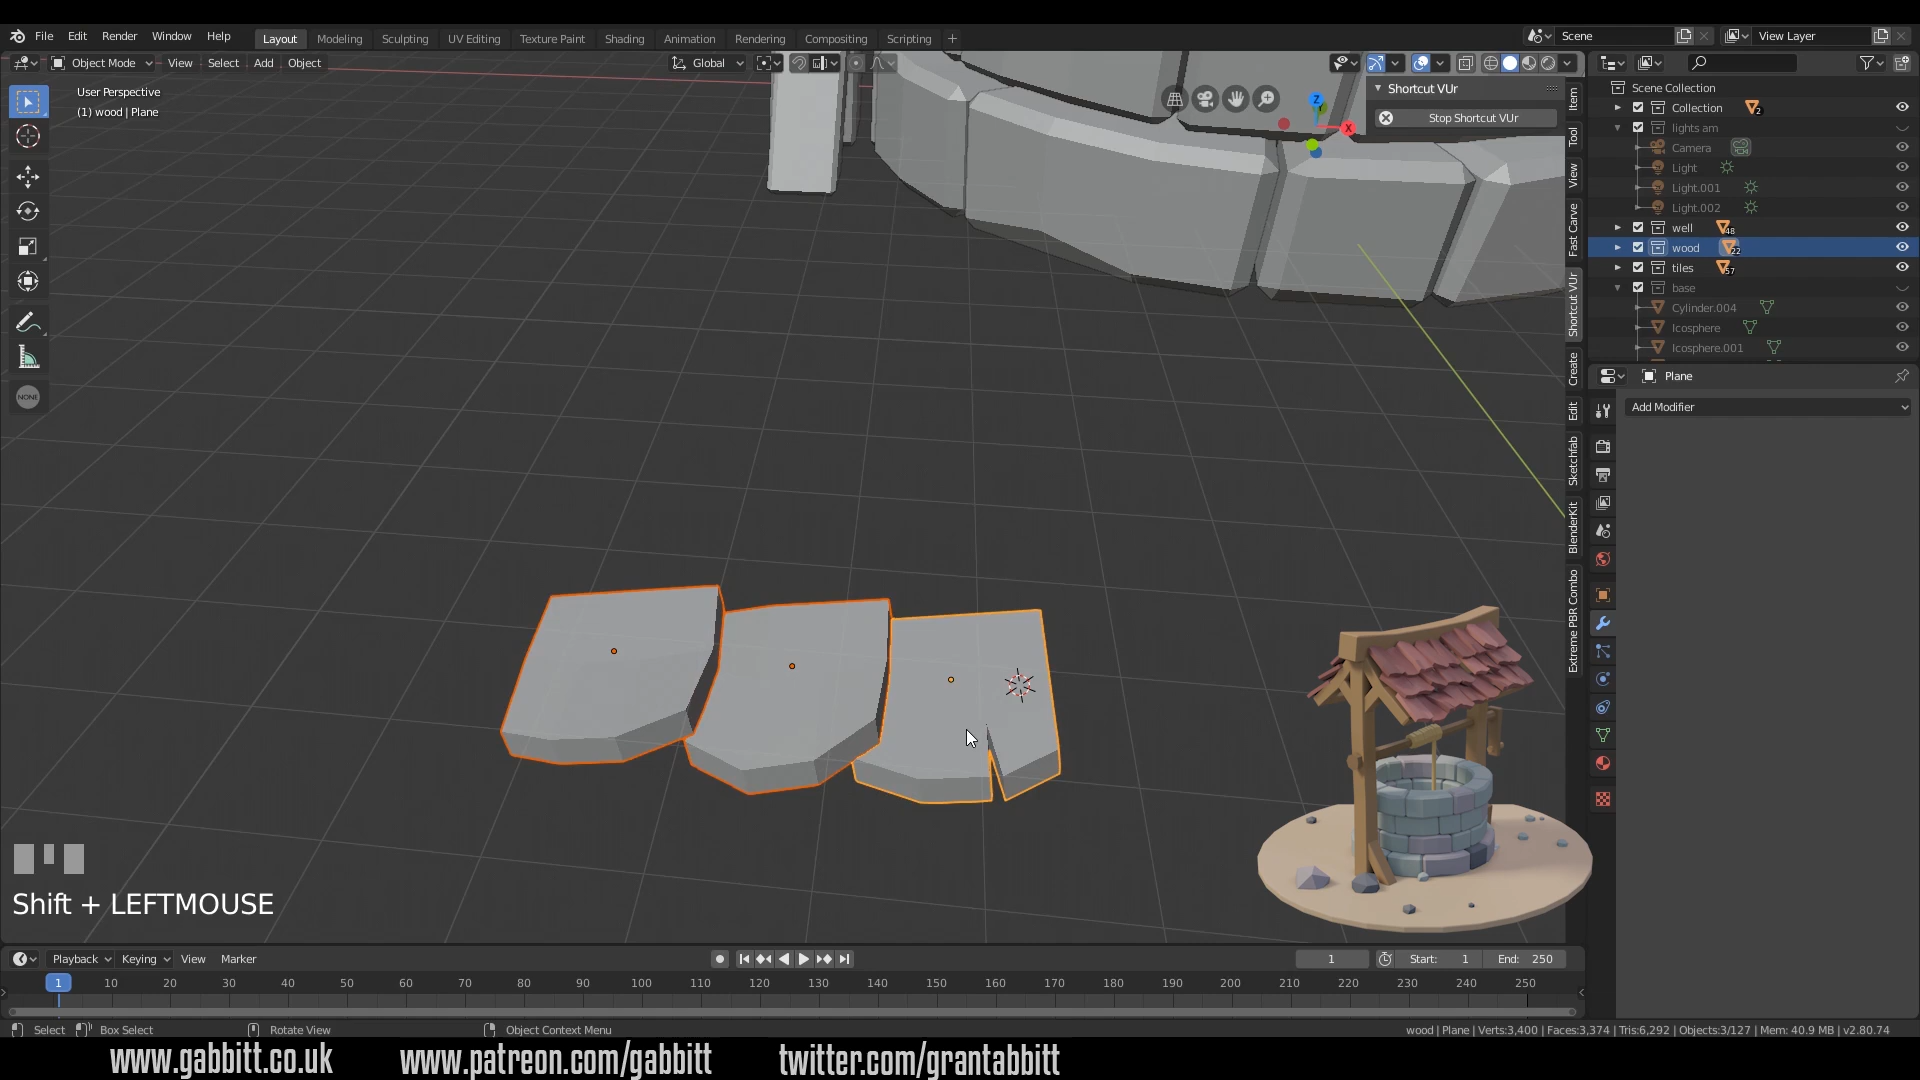 File Edit Render Window Help Layout Modeling Sculpting UV Editing Texture Paint Shading Animation Rendering Compositing Scripting + Scene View Layer
Object Mode View Select Add Object Global
User Perspective
(1) wood | Plane
Z
X
Shortcut VUr
Stop Shortcut VUr
Item
Tool
View
Fast Carve
Shortcut VUr
Create
Edit
Sketchfab
BlenderKit
Extreme PBR Combo
NONE
Scene Collection
Collection 2
lights am
Camera
Light
Light.001
Light.002
well 48
wood 22
tiles 57
base
Cylinder.004
Icosphere
Icosphere.001
Plane
Add Modifier
Shift + LEFTMOUSE
Playback Keying View Marker 1 Start: 1 End: 250
1 10 20 30 40 50 60 70 80 90 100 110 120 130 140 150 160 170 180 190 200 210 220 230 240 250
Select Box Select Rotate View Object Context Menu wood | Plane | Verts:3,400 | Faces:3,374 | Tris:6,292 | Objects:3/127 | Mem: 40.9 MB | v2.80.74
www.gabbitt.co.uk www.patreon.com/gabbitt twitter.com/grantabbitt